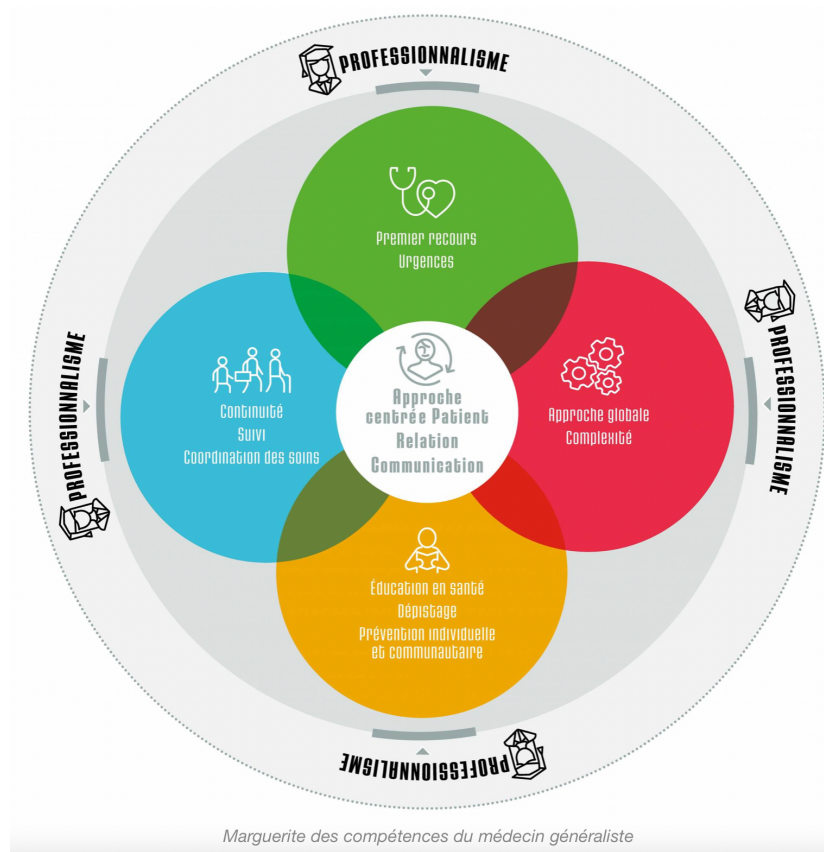 PROFESSIONNALISME
Premier recours
Urgences
PROFESSIONNALISME
Continuité
Suivi
Coordination des soins
Approche
centrée Patient
Relation
Communication
Approche globale
Complexité
PROFESSIONNALISME
Éducation en santé
Dépistage
Prévention individuelle
et communautaire
PROFESSIONNALISME
Marguerite des compétences du médecin généraliste